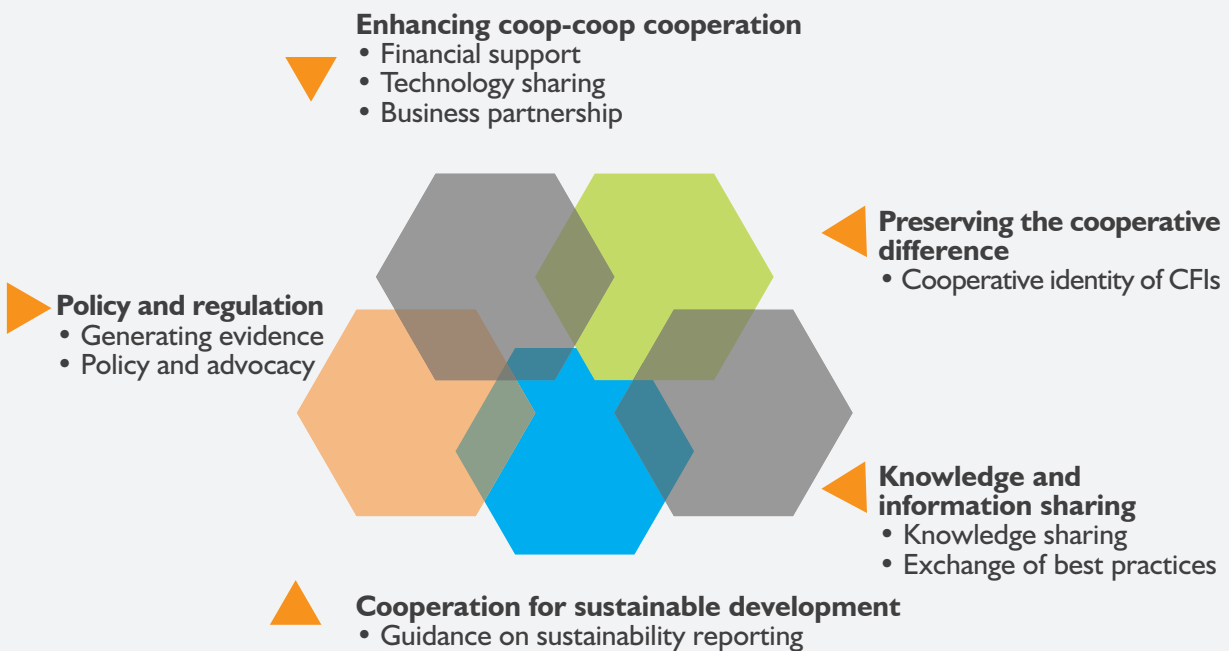 Enhancing coop-coop cooperation
• Financial support
• Technology sharing
• Business partnership
Preserving the cooperative
difference
• Cooperative identity of CFIs
Policy and regulation
• Generating evidence
• Policy and advocacy
Knowledge and
information sharing
• Knowledge sharing
• Exchange of best practices
Cooperation for sustainable development
• Guidance on sustainability reporting